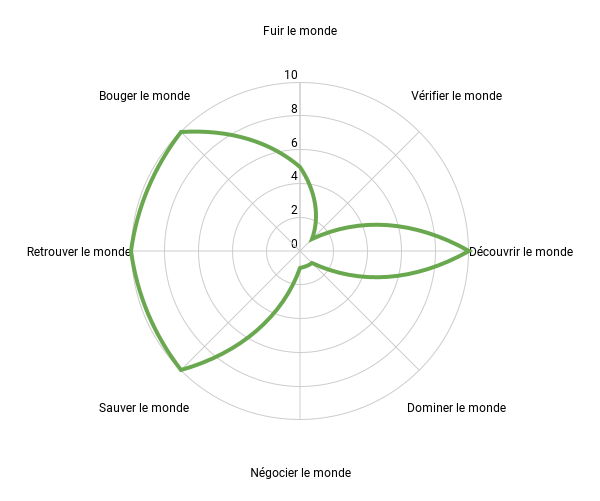 Fuir le monde
Bouger le monde
Vérifier le monde
10
8
6
4
2
0
Retrouver le monde
Découvrir le monde
Sauver le monde
Dominer le monde
Négocier le monde